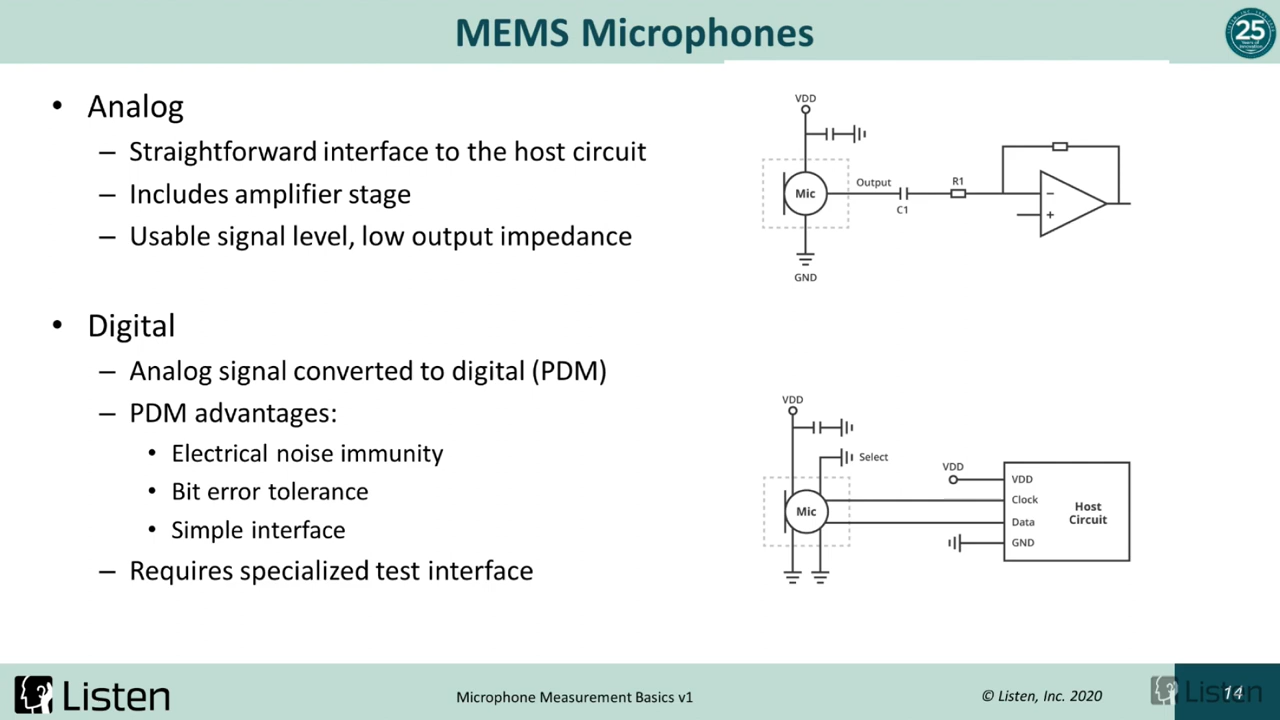 MEMS Microphones
25
Years of
Innovation
• Analog
– Straightforward interface to the host circuit
– Includes amplifier stage
– Usable signal level, low output impedance
VDD
Mic
Output
C1
R1
−
+
GND
• Digital
– Analog signal converted to digital (PDM)
– PDM advantages:
• Electrical noise immunity
• Bit error tolerance
• Simple interface
– Requires specialized test interface
VDD
Select
Mic
VDD
VDD
Clock
Data
GND
Host
Circuit
Listen
Microphone Measurement Basics v1
© Listen, Inc. 2020
Listen
14